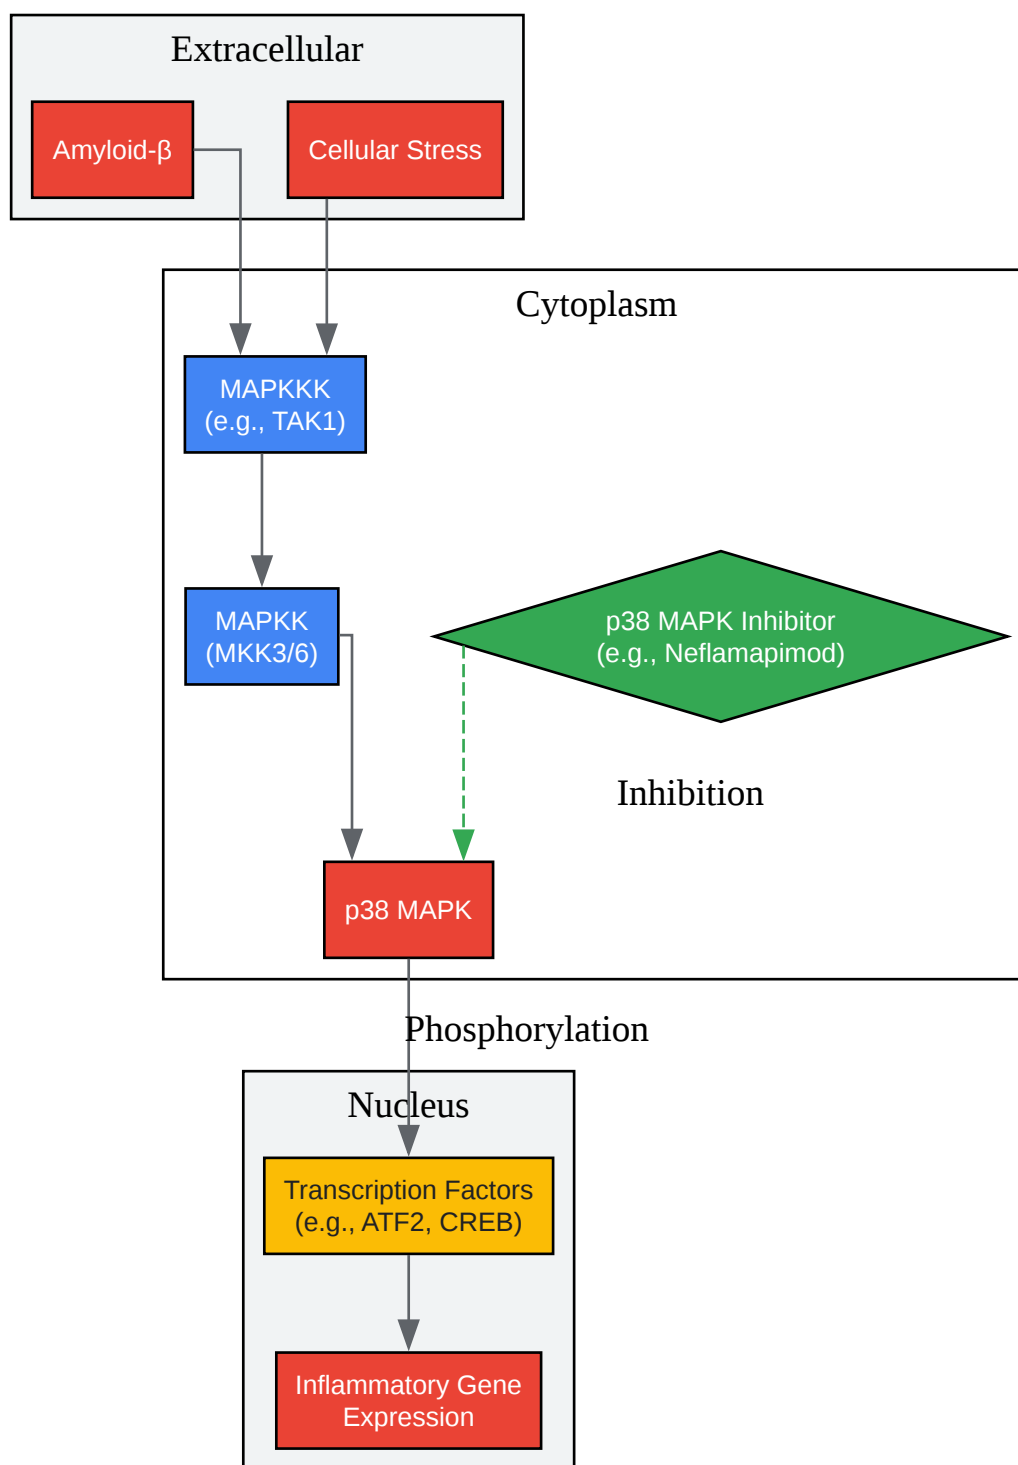 Extracellular
Amyloid-β
Cellular Stress
Cytoplasm
MAPKKK
(e.g., TAK1)
MAPKK
(MKK3/6)
p38 MAPK Inhibitor
(e.g., Neflamapimod)
Inhibition
p38 MAPK
Phosphorylation
Nucleus
Transcription Factors
(e.g., ATF2, CREB)
Inflammatory Gene
Expression